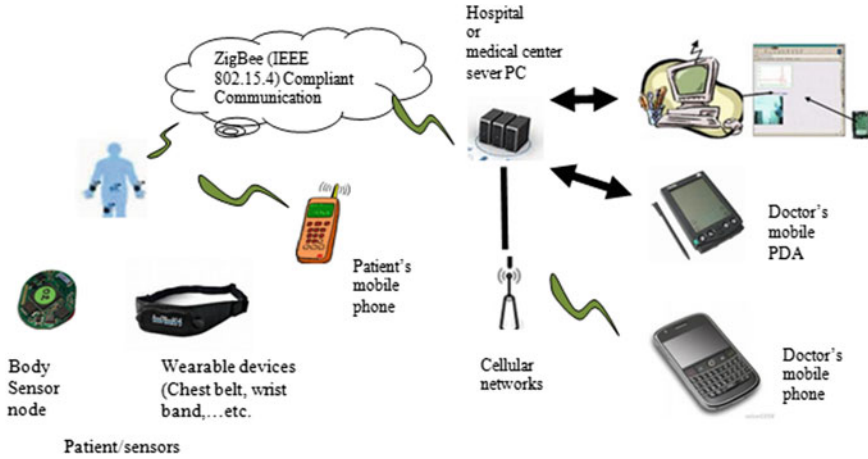 ZigBee (IEEE
802.15.4) Compliant
Communication
Hospital
or
medical center
sever PC
Patient's
mobile
phone
Doctor's
mobile
PDA
Body
Sensor
node
Wearable devices
(Chest belt, wrist
band,…etc.
Cellular
networks
Doctor's
mobile
phone
Patient/sensors